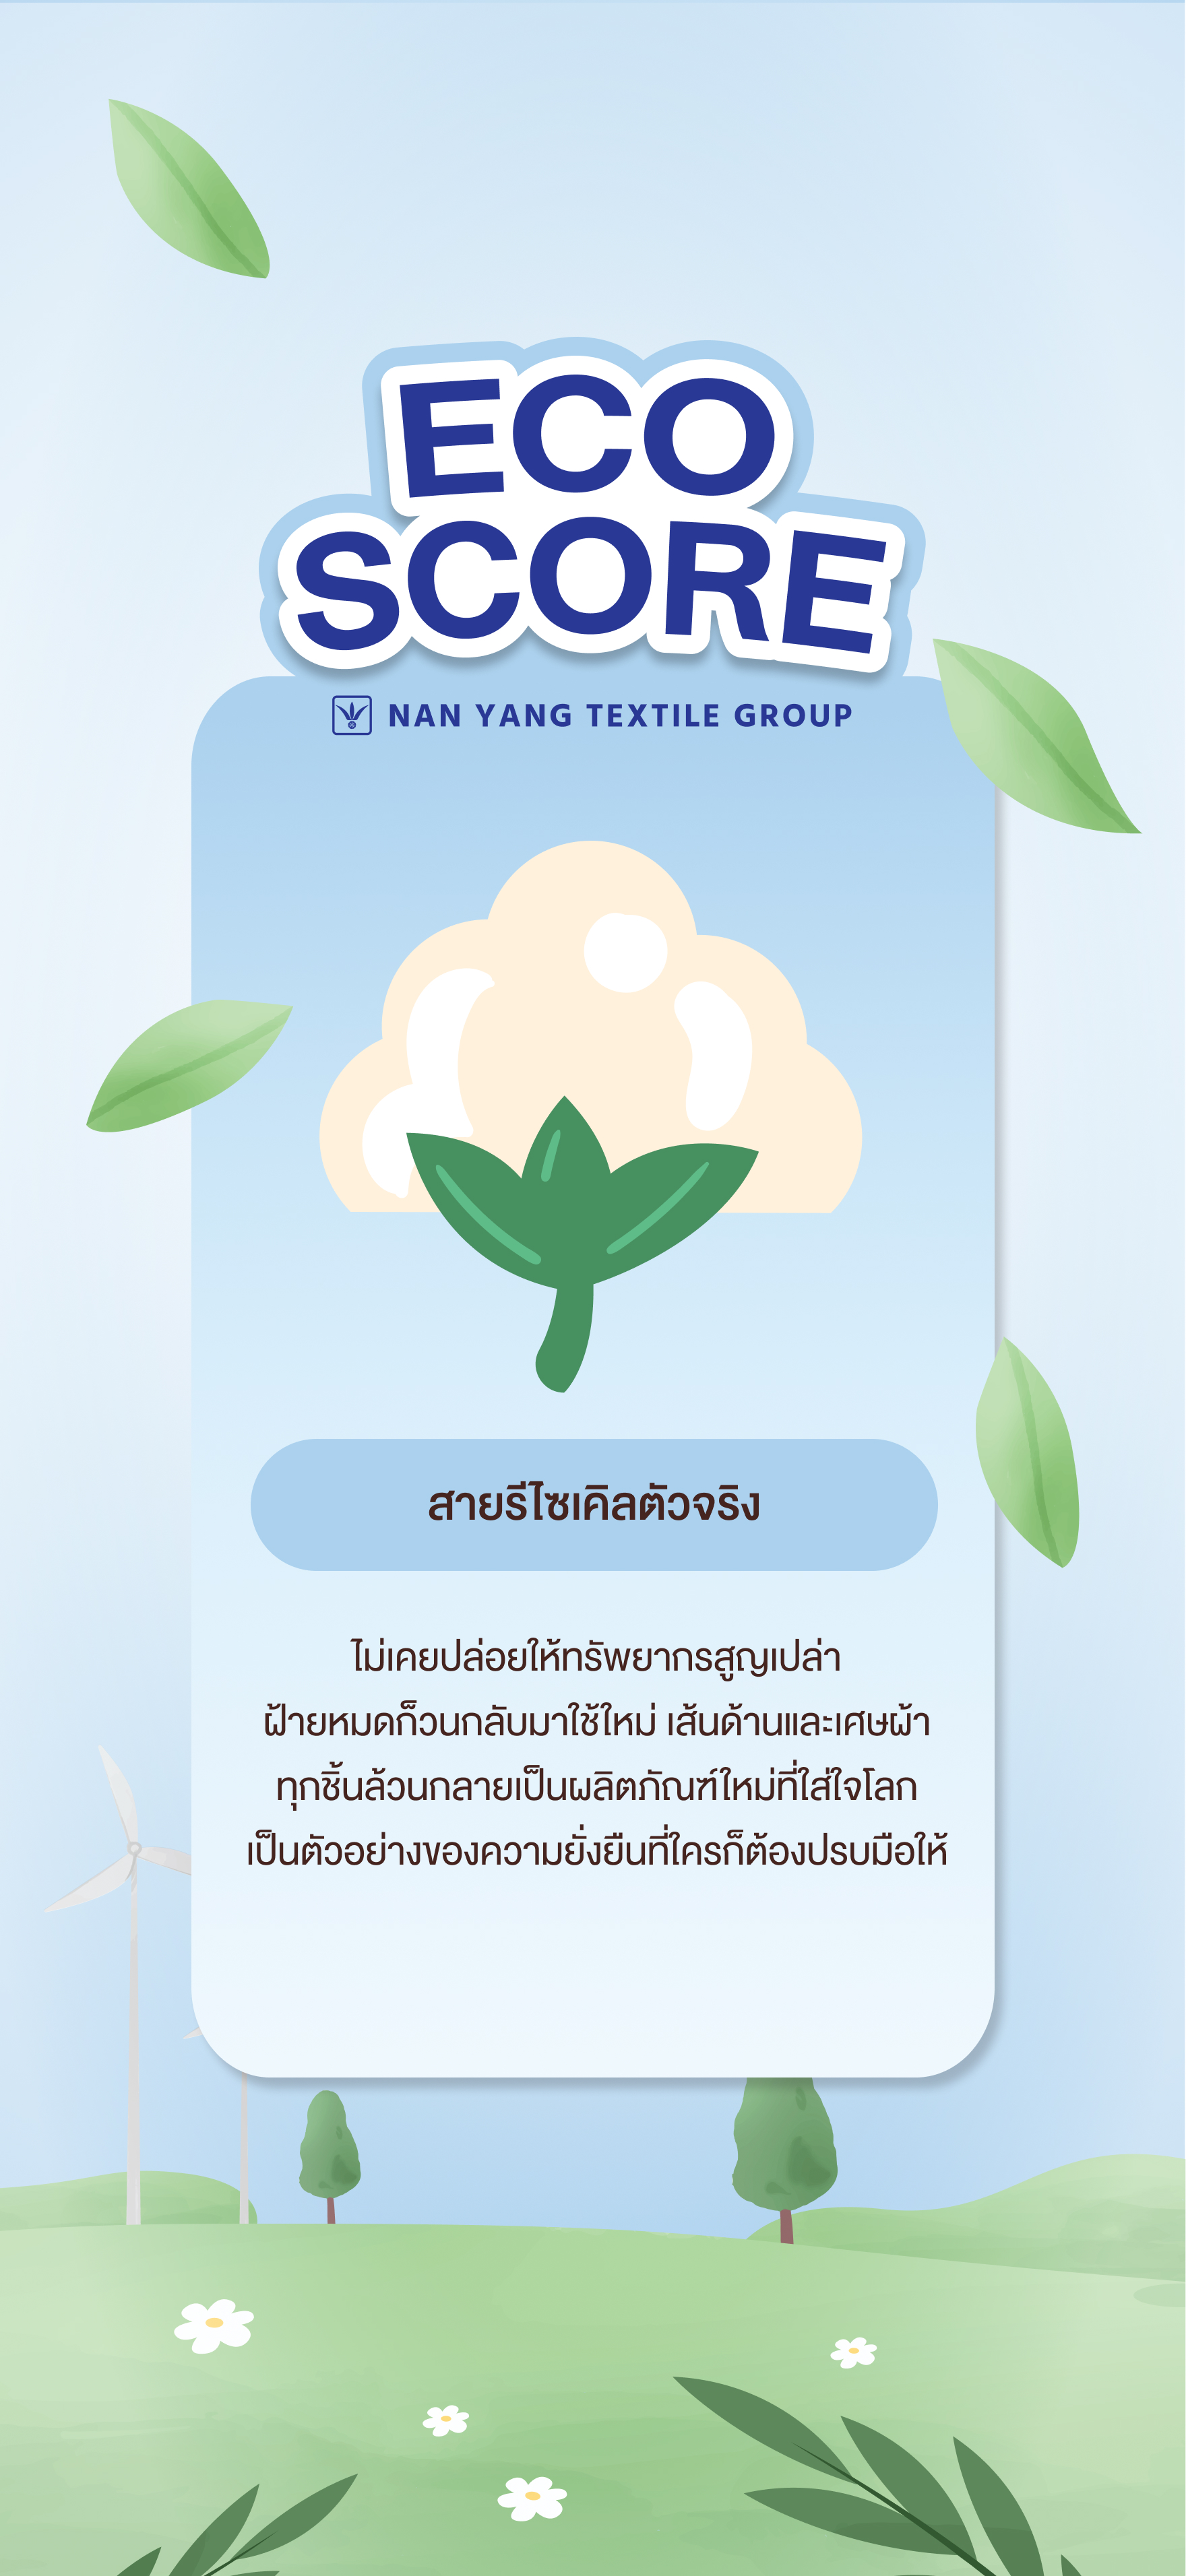 ECO
SCORE
NAN YANG TEXTILE GROUP
สายรีไซเคิลตัวจริง
ไม่เคยปล่อยให้ทรัพยากรสูญเปล่า
ฝ้ายหมดก็วนกลับมาใช้ใหม่ เส้นด้านและเศษผ้า
ทุกชิ้นล้วนกลายเป็นผลิตภัณฑ์ใหม่ที่ใส่ใจโลก
เป็นตัวอย่างของความยั่งยืนที่ใครก็ต้องปรบมือให้